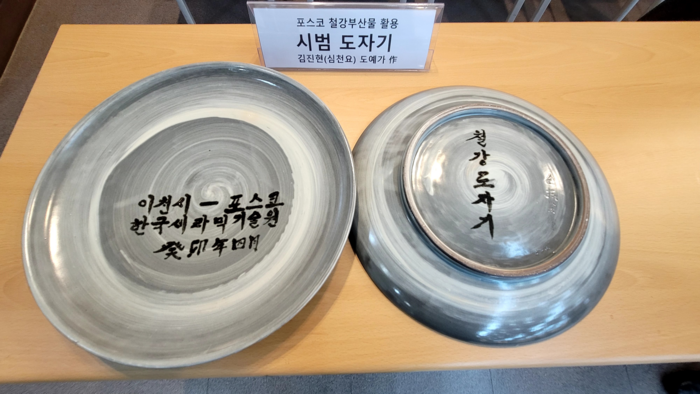 포스코 철강부산물 활용
시범 도자기
김진현(심천요) 도예가 作
이천시 - 포스코
한국세라믹기술원
癸卯年四月
철강도자기